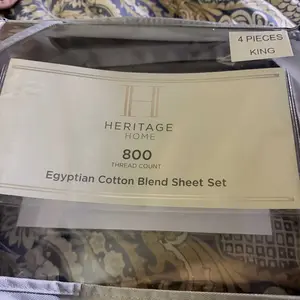 4 PIECES
KING
H
HERITAGE
HOME
800
THREAD COUNT
Egyptian Cotton Blend Sheet Set